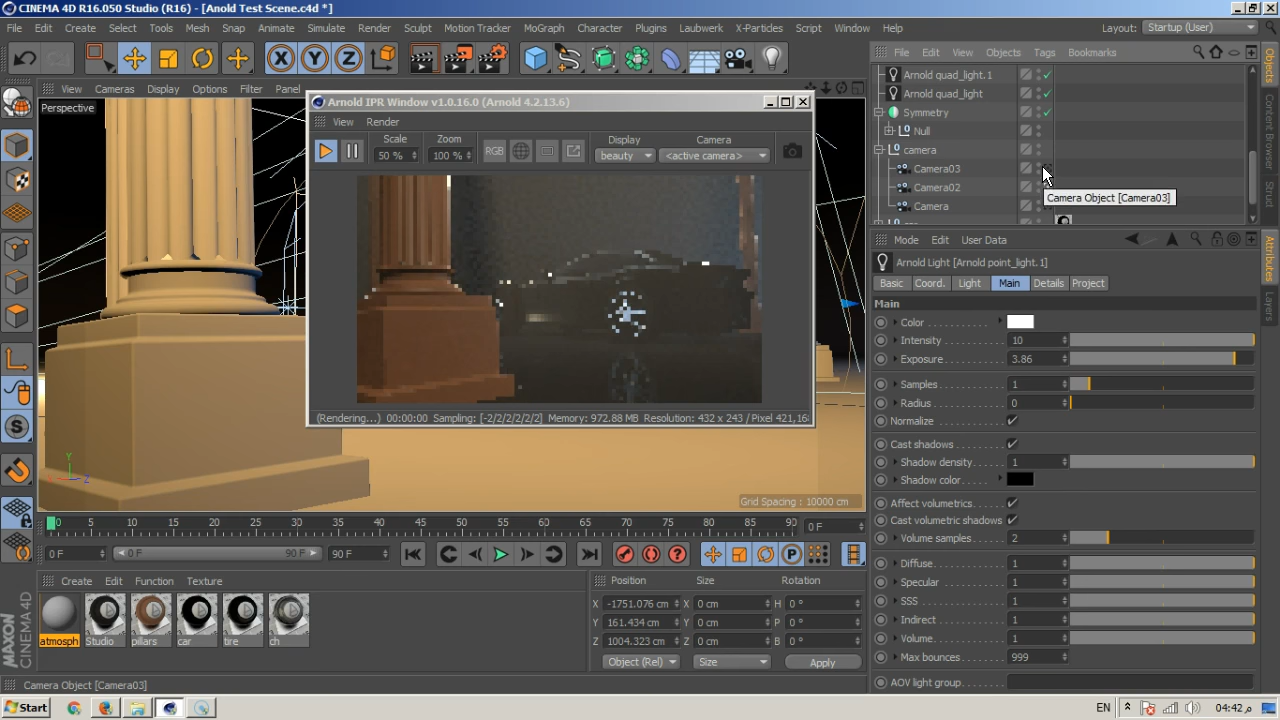 CINEMA 4D R16.050 Studio (R16) - [Anold Test Scene.c4d *]
File Edit Create Select Tools Mesh Snap Animate Simulate Render Sculpt Motion Tracker MoGraph Character Plugins Laubwerk X-Particles Script Window Help Layout: Startup (User)
X Y Z
File Edit View Objects Tags Bookmarks
View Cameras Display Options Filter Panel
Perspective
Arnold IPR Window v1.0.16.0 (Arnold 4.2.13.6)
View Render
Scale Zoom Display Camera
50 % 100 % RGB beauty <active camera>
(Rendering...) 00:00:00 Sampling: [-2/2/2/2/2/2] Memory: 972.88 MB Resolution: 432 x 243 / Pixel 421,16
Grid Spacing : 10000 cm
Y
Z
Arnold quad_light.1
Arnold quad_light
Symmetry
Null
camera
Camera03
Camera02
Camera
Camera Object [Camera03]
Objects
Content Browser
Struct
Attributes
Layers
Mode Edit User Data
Arnold Light [Arnold point_light.1]
Basic Coord. Light Main Details Project
Main
Color
Intensity 10
Exposure 3.86
Samples 1
Radius 0
Normalize
Cast shadows
Shadow density 1
Shadow color
Affect volumetrics
Cast volumetric shadows
Volume samples 2
Diffuse 1
Specular 1
SSS 1
Indirect 1
Volume 1
Max bounces 999
AOV light group
0 5 10 15 20 25 30 35 40 45 50 55 60 65 70 75 80 85 90 0 F
0 F 0 F 90 F 90 F
Create Edit Function Texture
atmosph Studio pillars car tire ch
Position Size Rotation
X -1751.076 cm X 0 cm H 0 °
Y 161.434 cm Y 0 cm P 0 °
Z 1004.323 cm Z 0 cm B 0 °
Object (Rel) Size Apply
MAXON CINEMA 4D
Camera Object [Camera03]
Start EN 04:42 م